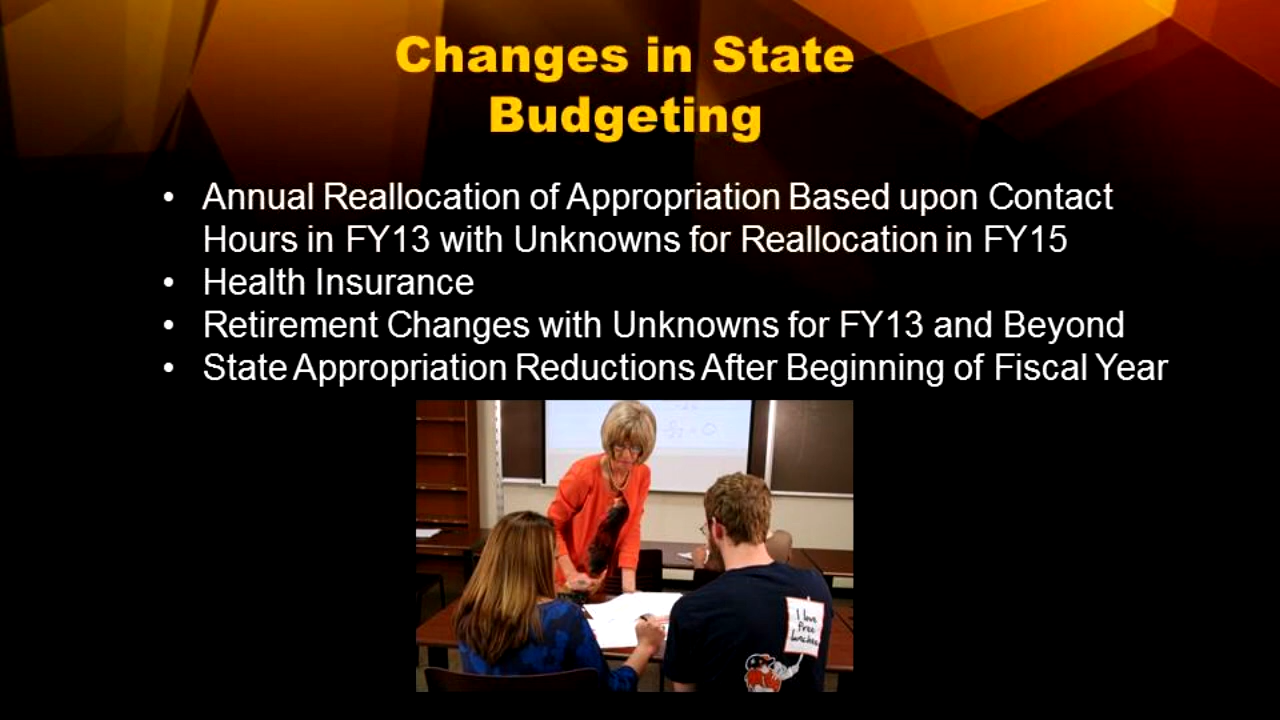 Changes in State
Budgeting
• Annual Reallocation of Appropriation Based upon Contact
Hours in FY13 with Unknowns for Reallocation in FY15
• Health Insurance
• Retirement Changes with Unknowns for FY13 and Beyond
• State Appropriation Reductions After Beginning of Fiscal Year
I love
free